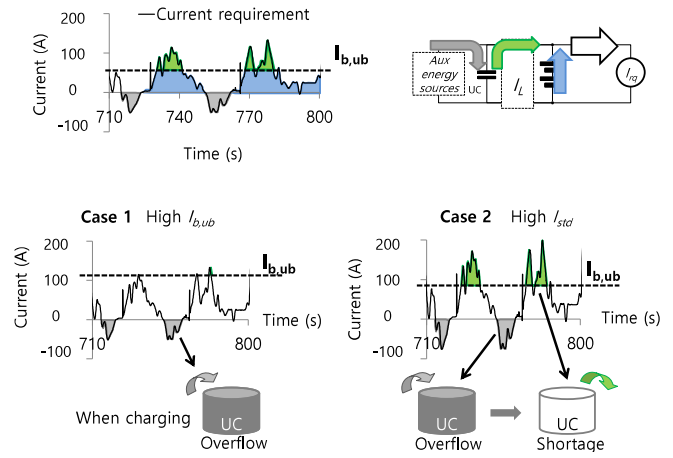 Current requirement
200
100
0
-100
Current (A)
I_b,ub
710
740
770
800
Time (s)
Aux
energy
sources
UC
I_L
I_rq
Case 1 High I_b,ub
200
100
0
-100
Current (A)
I_b,ub
Time (s)
710
800
When charging
UC
Overflow
Case 2 High I_std
200
100
0
-100
Current (A)
I_b,ub
Time (s)
710
800
UC
Overflow
UC
Shortage